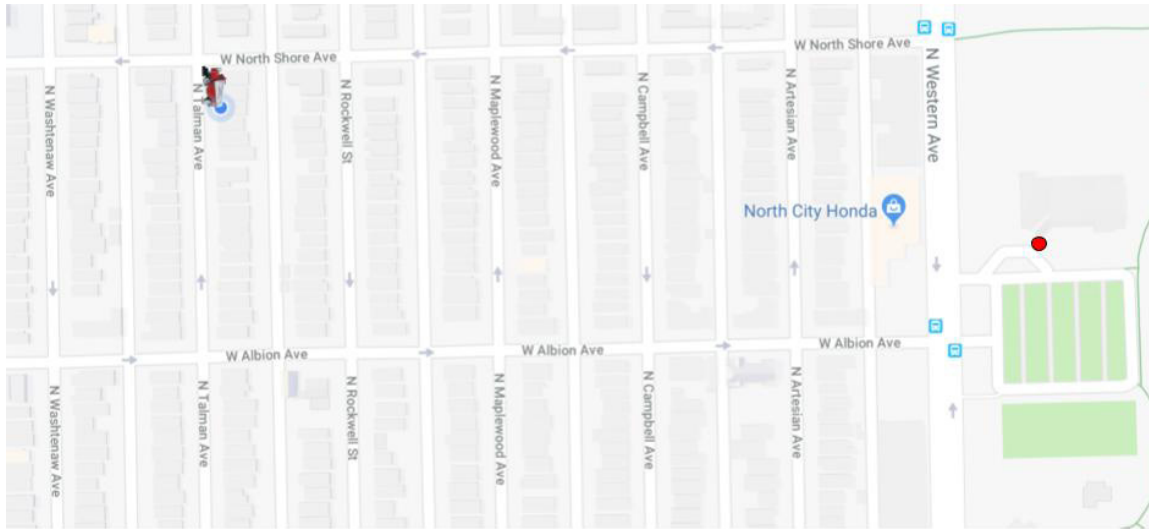 W North Shore Ave
W North Shore Ave
N Washtenaw Ave
N Talman Ave
N Rockwell St
N Maplewood Ave
N Campbell Ave
N Artesian Ave
N Western Ave
North City Honda
W Albion Ave
W Albion Ave
W Albion Ave
N Washtenaw Ave
N Talman Ave
N Rockwell St
N Maplewood Ave
N Campbell Ave
N Artesian Ave